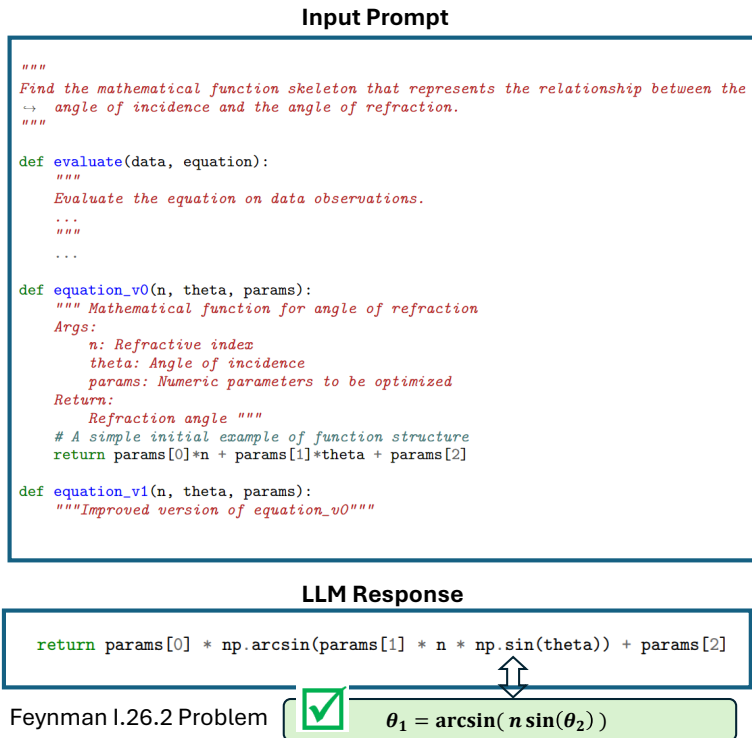 Input Prompt
"""
Find the mathematical function skeleton that represents the relationship between the
↪ angle of incidence and the angle of refraction.
"""
def evaluate(data, equation):
"""
Evaluate the equation on data observations.
...
"""
...
def equation_v0(n, theta, params):
""" Mathematical function for angle of refraction
Args:
n: Refractive index
theta: Angle of incidence
params: Numeric parameters to be optimized
Return:
Refraction angle """
# A simple initial example of function structure
return params[0]*n + params[1]*theta + params[2]
def equation_v1(n, theta, params):
"""Improved version of equation_v0"""
LLM Response
return params[0] * np.arcsin(params[1] * n * np.sin(theta)) + params[2]
Feynman I.26.2 Problem
θ₁ = arcsin( n sin(θ₂) )